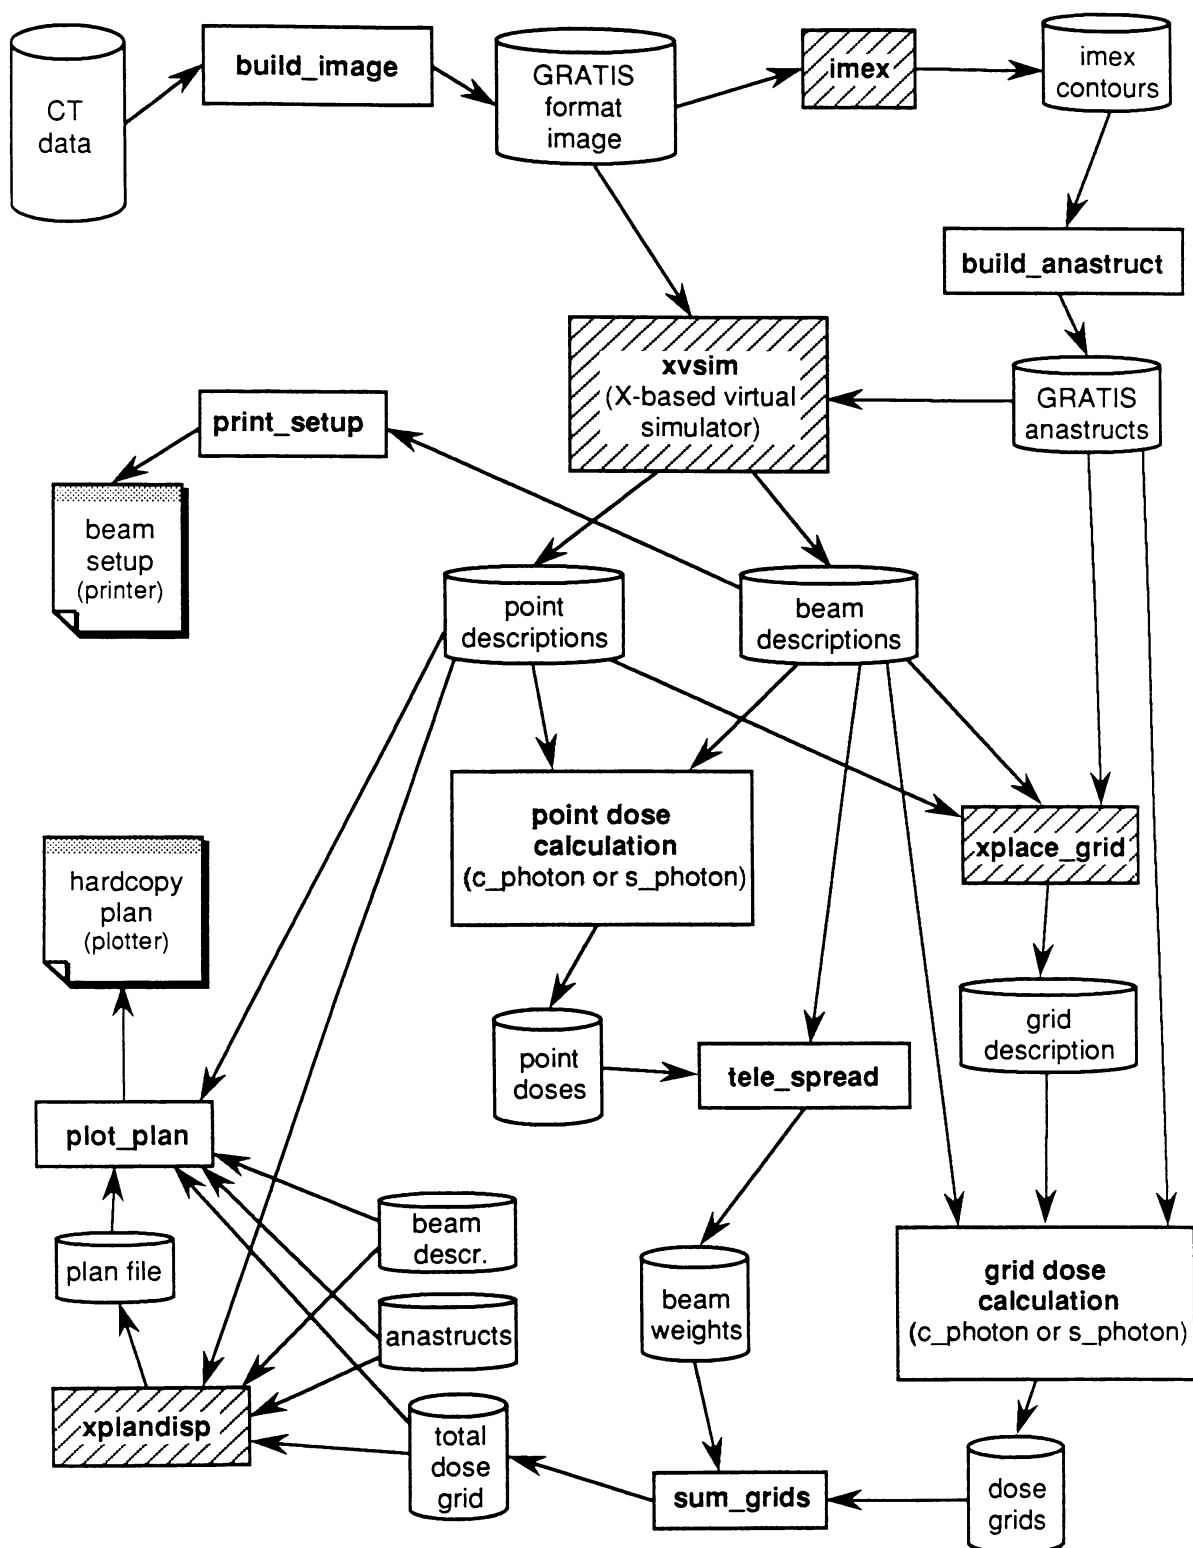 CT
data
build_image
GRATIS
format
image
imex
imex
contours
build_anastruct
xvsim
(X-based virtual
simulator)
GRATIS
anastructs
print_setup
beam
setup
(printer)
point
descriptions
beam
descriptions
point dose
calculation
(c_photon or s_photon)
xplace_grid
hardcopy
plan
(plotter)
grid
description
point
doses
tele_spread
plot_plan
beam
descr.
plan file
anastructs
beam
weights
grid dose
calculation
(c_photon or s_photon)
xplandisp
total
dose
grid
sum_grids
dose
grids